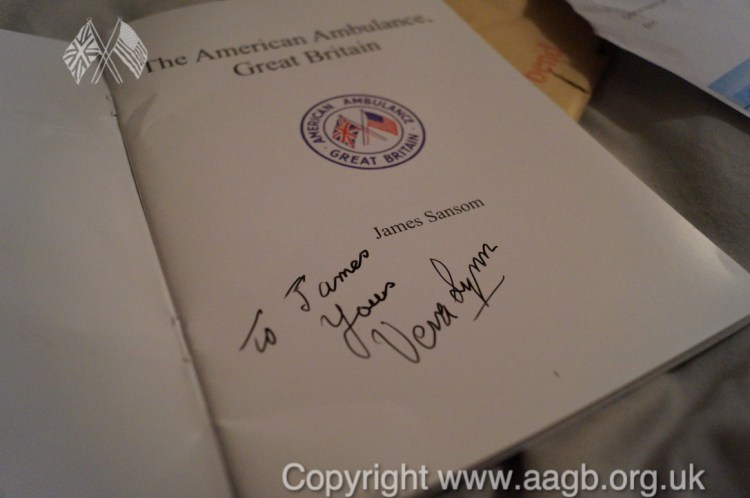 The American Ambulance,
Great Britain
AMERICAN AMBULANCE
· GREAT BRITAIN ·
James Sansom
To James
Yours
Vera Lynn
Copyright www.aagb.org.uk